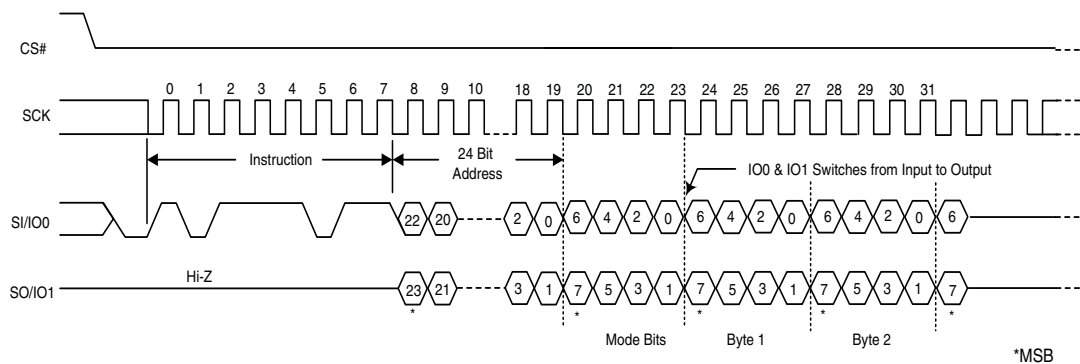 CS#
0 1 2 3 4 5 6 7 8 9 10 18 19 20 21 22 23 24 25 26 27 28 29 30 31
SCK
Instruction
24 Bit
Address
IO0 & IO1 Switches from Input to Output
SI/IO0
22 20 2 0 6 4 2 0 6 4 2 0 6 4 2 0 6
Hi-Z
SO/IO1
23 21 3 1 7 5 3 1 7 5 3 1 7 5 3 1 7
* * * * *
Mode Bits Byte 1 Byte 2
*MSB